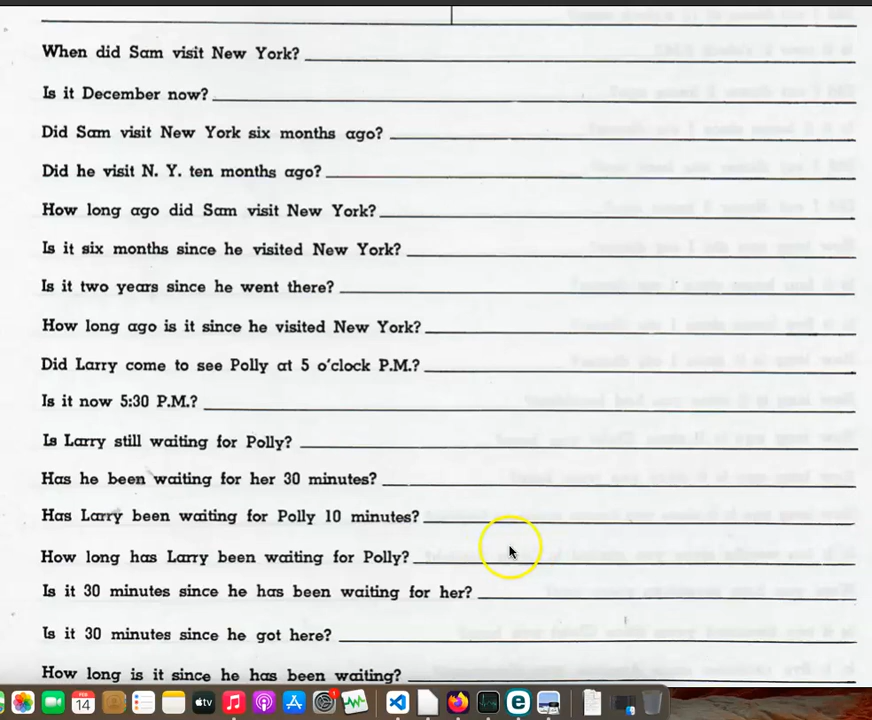 When did Sam visit New York?
Is it December now?
Did Sam visit New York six months ago?
Did he visit N. Y. ten months ago?
How long ago did Sam visit New York?
Is it six months since he visited New York?
Is it two years since he went there?
How long ago is it since he visited New York?
Did Larry come to see Polly at 5 o'clock P.M.?
Is it now 5:30 P.M.?
Is Larry still waiting for Polly?
Has he been waiting for her 30 minutes?
Has Larry been waiting for Polly 10 minutes?
How long has Larry been waiting for Polly?
Is it 30 minutes since he has been waiting for her?
Is it 30 minutes since he got here?
How long is it since he has been waiting?
FEB
14
tv
1